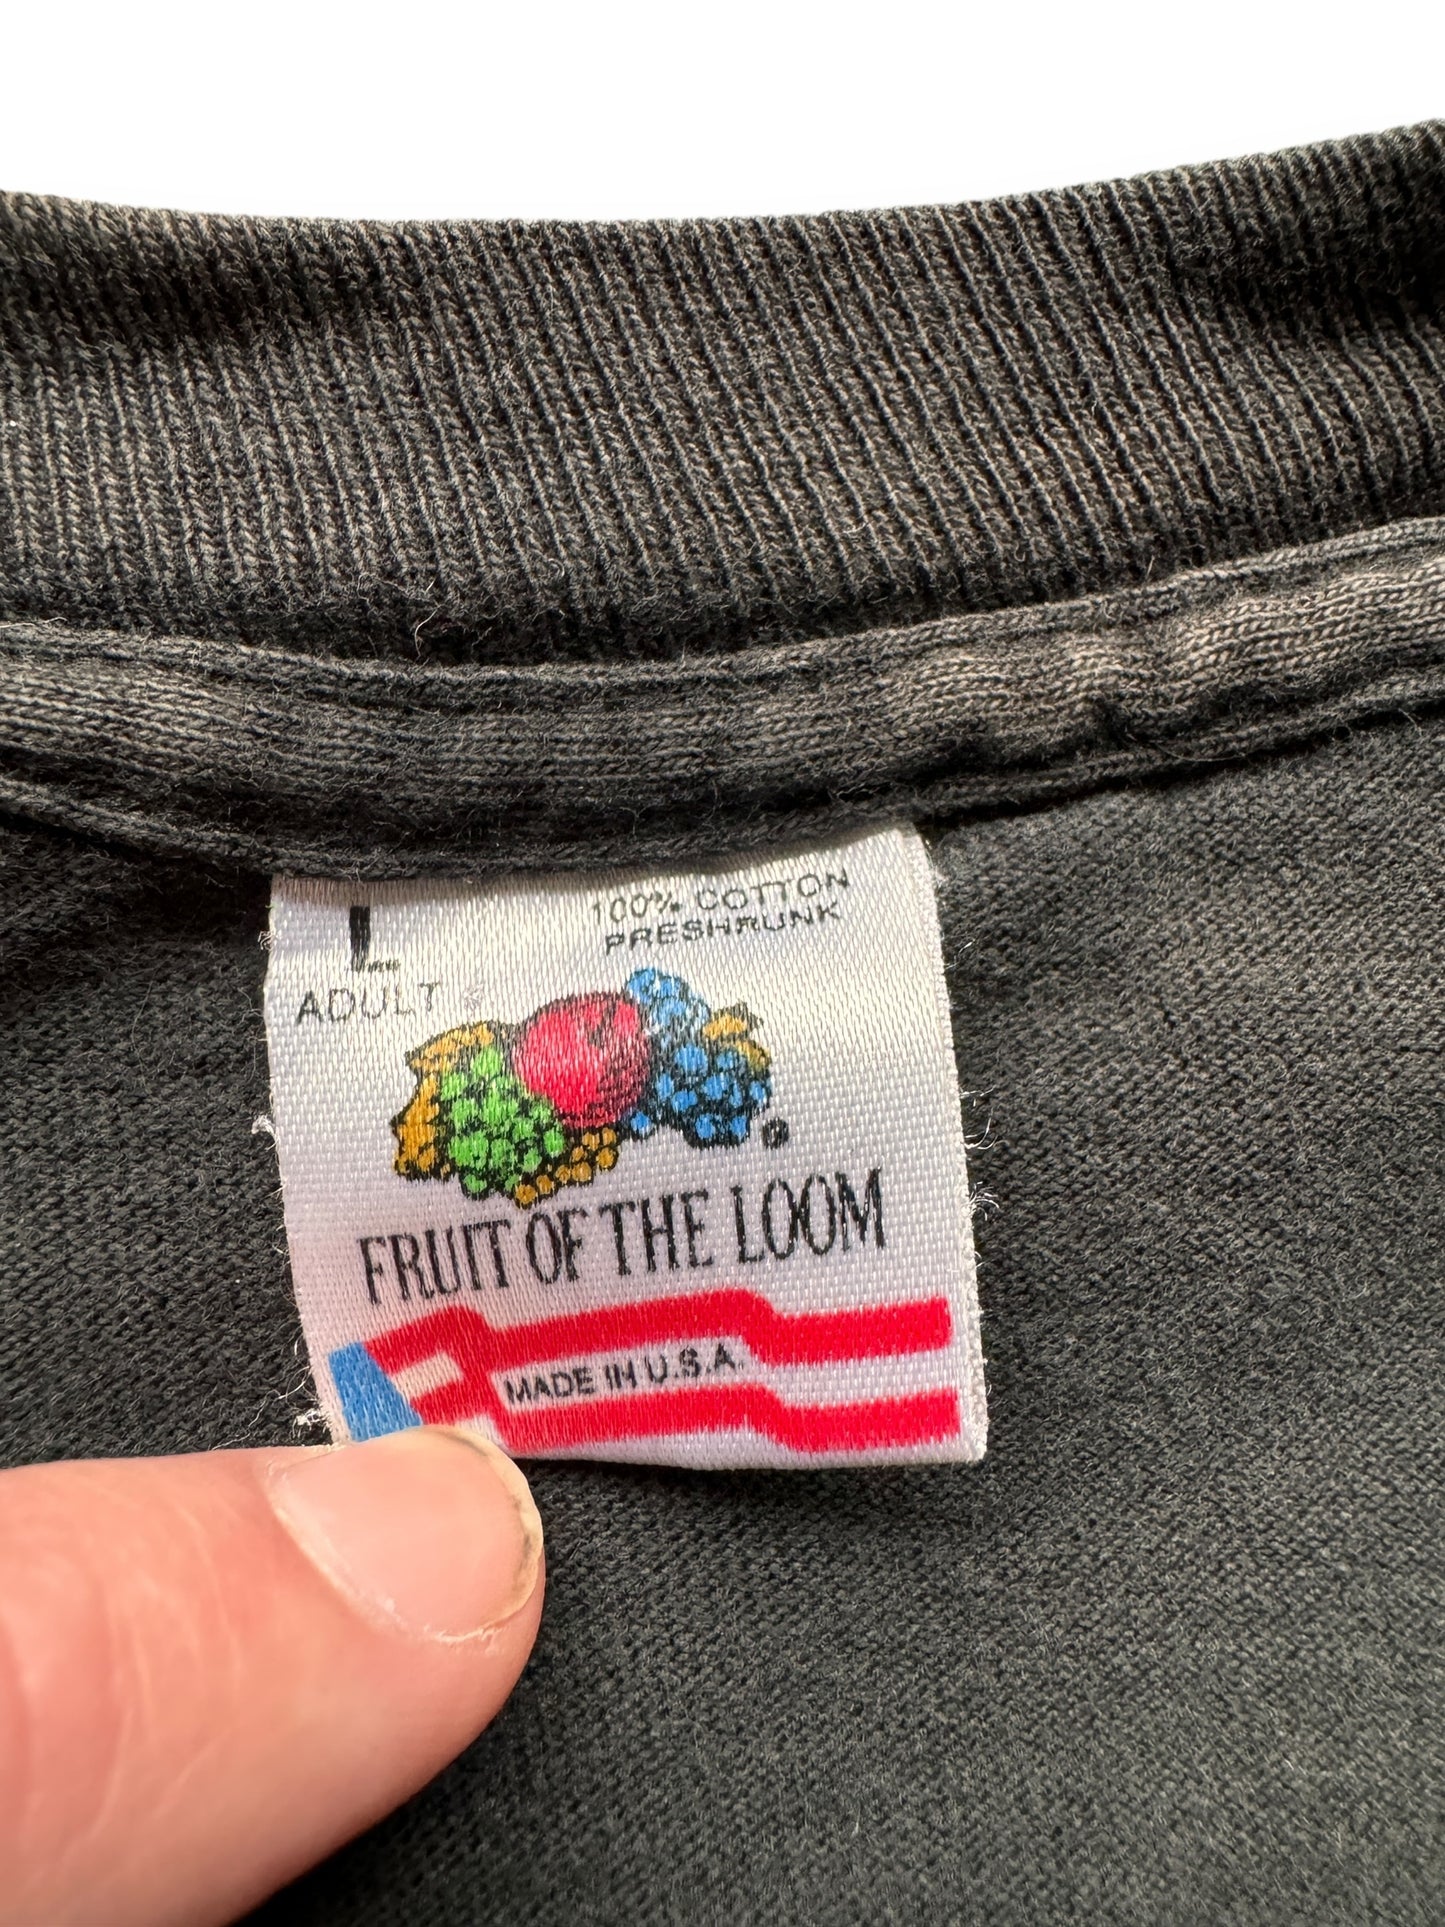 L
ADULT
100% COTTON
PRESHRUNK
®
FRUIT OF THE LOOM
MADE IN U.S.A.